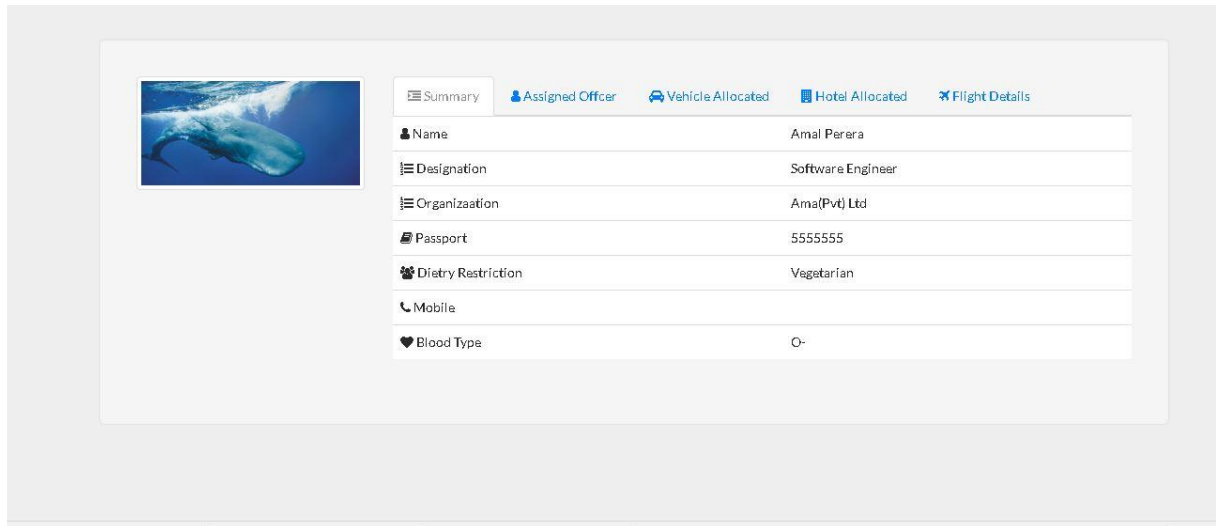 Summary Assigned Offcer Vehicle Allocated Hotel Allocated Flight Details
Name Amal Perera
Designation Software Engineer
Organizaation Ama(Pvt) Ltd
Passport 5555555
Dietry Restriction Vegetarian
Mobile
Blood Type O-